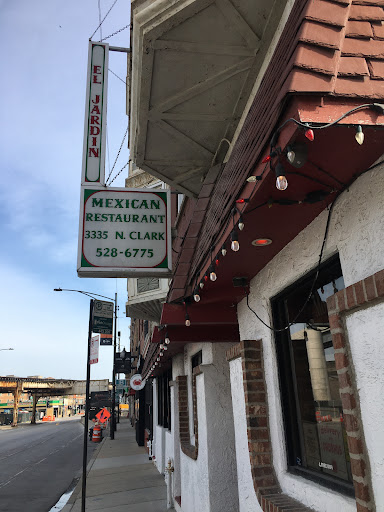 EL JARDIN
MEXICAN
RESTAURANT
3335 N. CLARK
528-6775